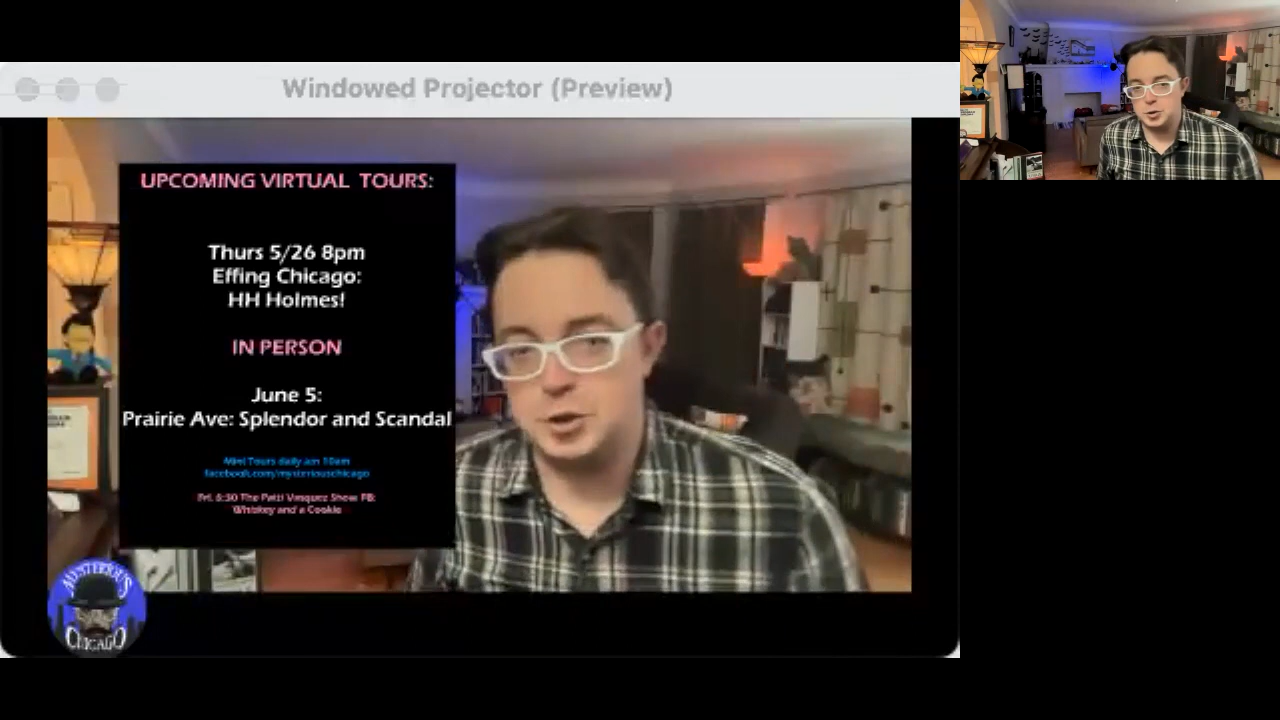 Windowed Projector (Preview)
UPCOMING VIRTUAL TOURS:
Thurs 5/26 8pm
Effing Chicago:
HH Holmes!
IN PERSON
June 5:
Prairie Ave: Splendor and Scandal
Mini Tours daily am 10am
facebook.com/mysteriouschicago
Fri. 6:30 The Patti Vasquez Show FB:
Whiskey and a Cookie
MYSTERIOUS
CHICAGO